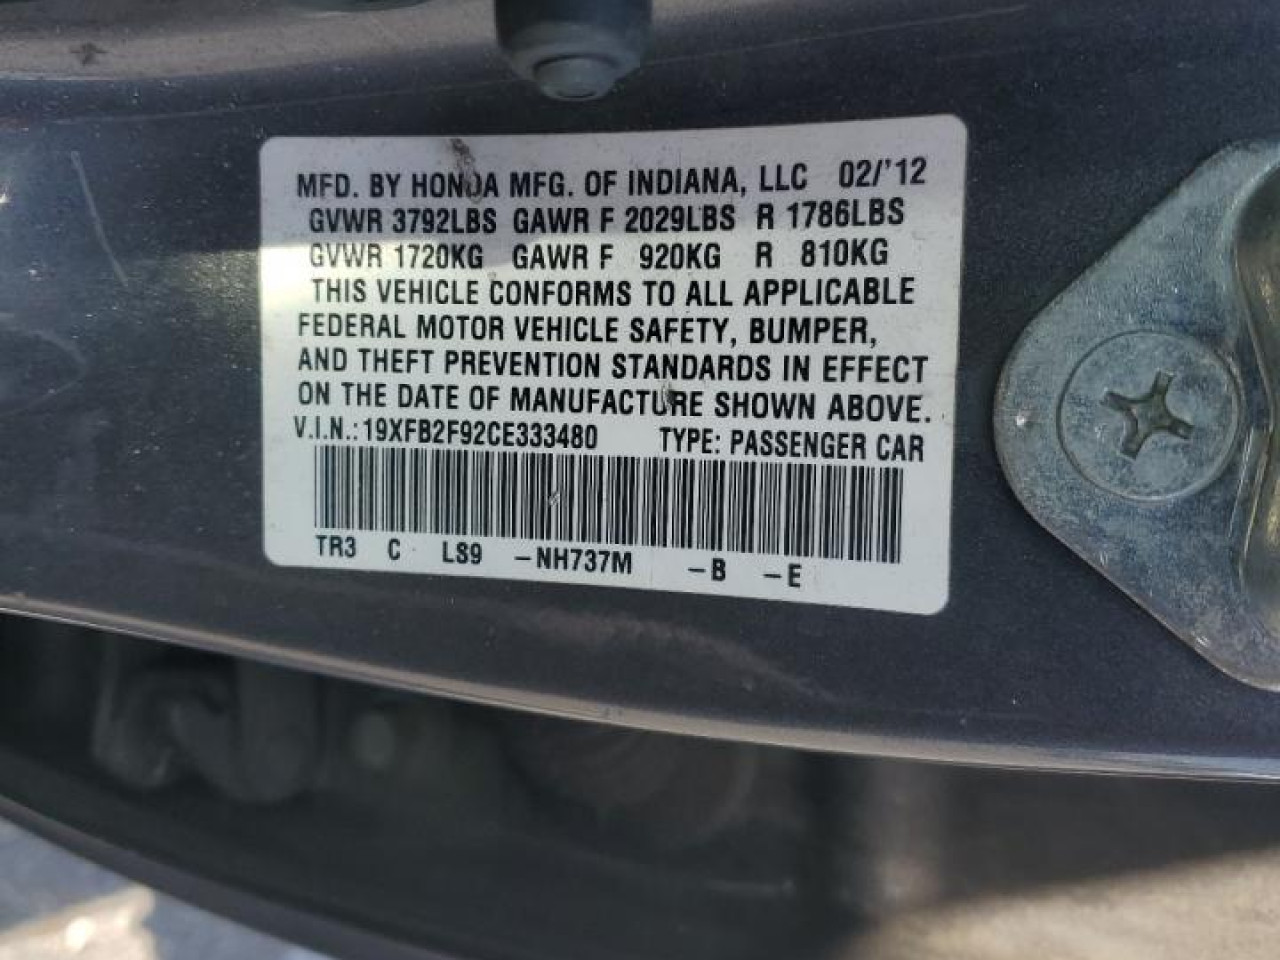 MFD. BY HONDA MFG. OF INDIANA, LLC 02/'12
GVWR 3792LBS GAWR F 2029LBS R 1786LBS
GVWR 1720KG GAWR F 920KG R 810KG
THIS VEHICLE CONFORMS TO ALL APPLICABLE
FEDERAL MOTOR VEHICLE SAFETY, BUMPER,
AND THEFT PREVENTION STANDARDS IN EFFECT
ON THE DATE OF MANUFACTURE SHOWN ABOVE.
V.I.N.: 19XFB2F92CE333480 TYPE: PASSENGER CAR
TR3 C LS9 -NH737M -B -E